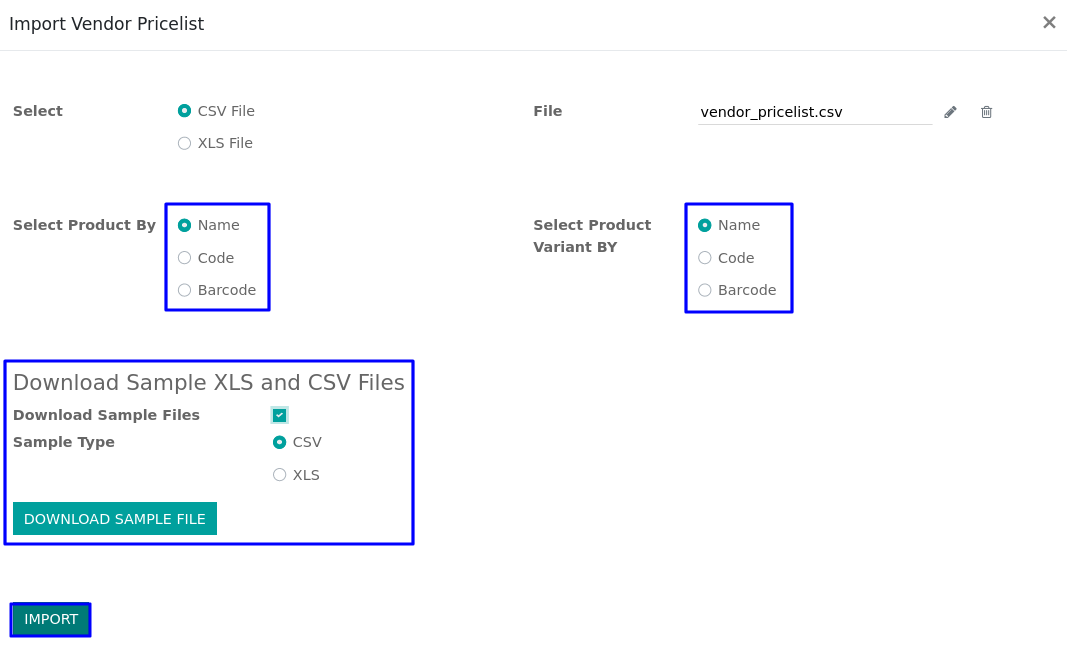 Import Vendor Pricelist
Select
CSV File
XLS File
File
vendor_pricelist.csv
Select Product By
Name
Code
Barcode
Select Product
Variant BY
Name
Code
Barcode
Download Sample XLS and CSV Files
Download Sample Files
Sample Type
CSV
XLS
DOWNLOAD SAMPLE FILE
IMPORT